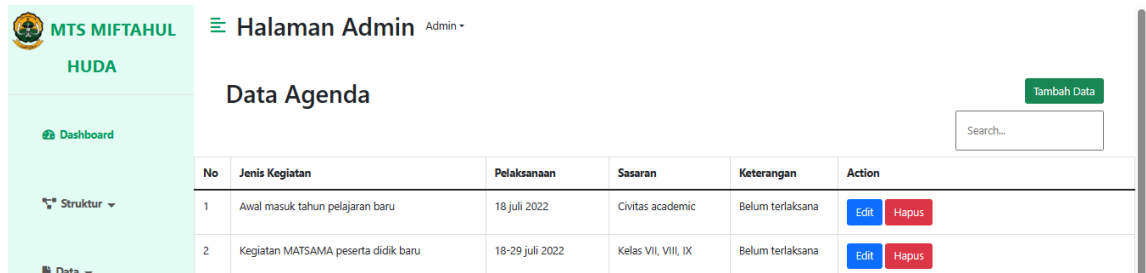 MTS MIFTAHUL
HUDA
Dashboard
Struktur
Data
Halaman Admin Admin
Data Agenda
Tambah Data
Search...
No Jenis Kegiatan Pelaksanaan Sasaran Keterangan Action
1 Awal masuk tahun pelajaran baru 18 juli 2022 Civitas academic Belum terlaksana Edit Hapus
2 Kegiatan MATSAMA peserta didik baru 18-29 juli 2022 Kelas VII, VIII, IX Belum terlaksana Edit Hapus